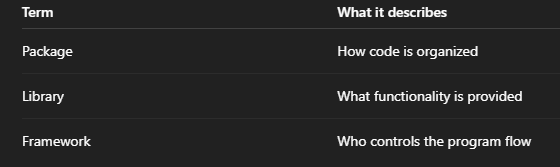 Term What it describes
Package How code is organized
Library What functionality is provided
Framework Who controls the program flow